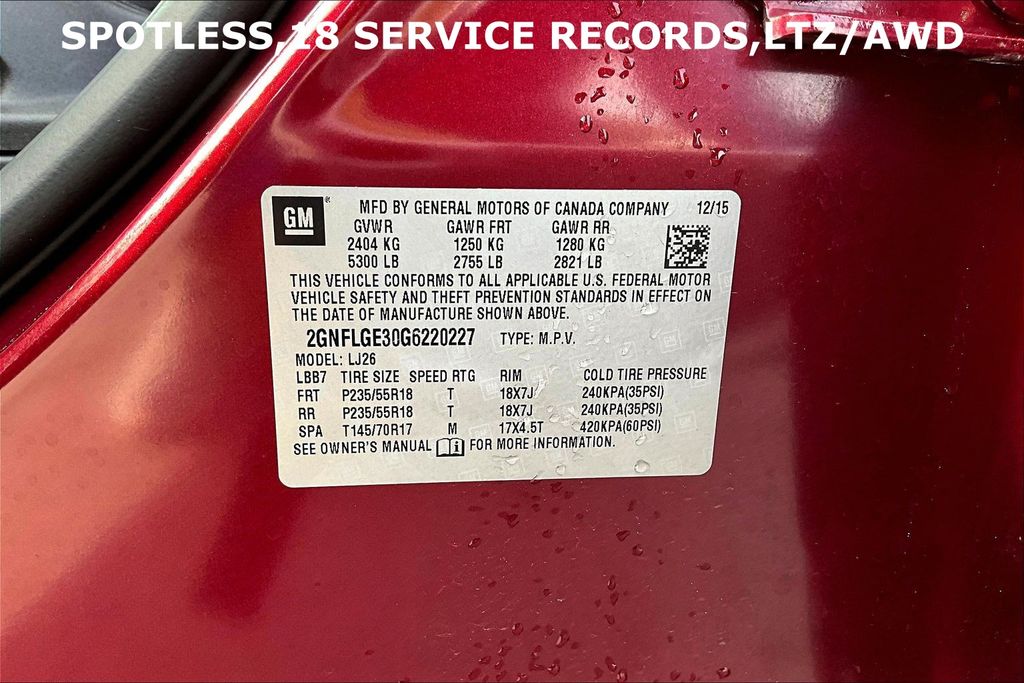 SPOTLESS,18 SERVICE RECORDS,LTZ/AWD
GM ® MFD BY GENERAL MOTORS OF CANADA COMPANY 12/15
GVWR GAWR FRT GAWR RR
2404 KG 1250 KG 1280 KG
5300 LB 2755 LB 2821 LB
THIS VEHICLE CONFORMS TO ALL APPLICABLE U.S. FEDERAL MOTOR
VEHICLE SAFETY AND THEFT PREVENTION STANDARDS IN EFFECT ON
THE DATE OF MANUFACTURE SHOWN ABOVE.
2GNFLGE30G6220227 TYPE: M.P.V.
MODEL: LJ26
LBB7 TIRE SIZE SPEED RTG RIM COLD TIRE PRESSURE
FRT P235/55R18 T 18X7J 240KPA(35PSI)
RR P235/55R18 T 18X7J 240KPA(35PSI)
SPA T145/70R17 M 17X4.5T 420KPA(60PSI)
SEE OWNER'S MANUAL i FOR MORE INFORMATION.